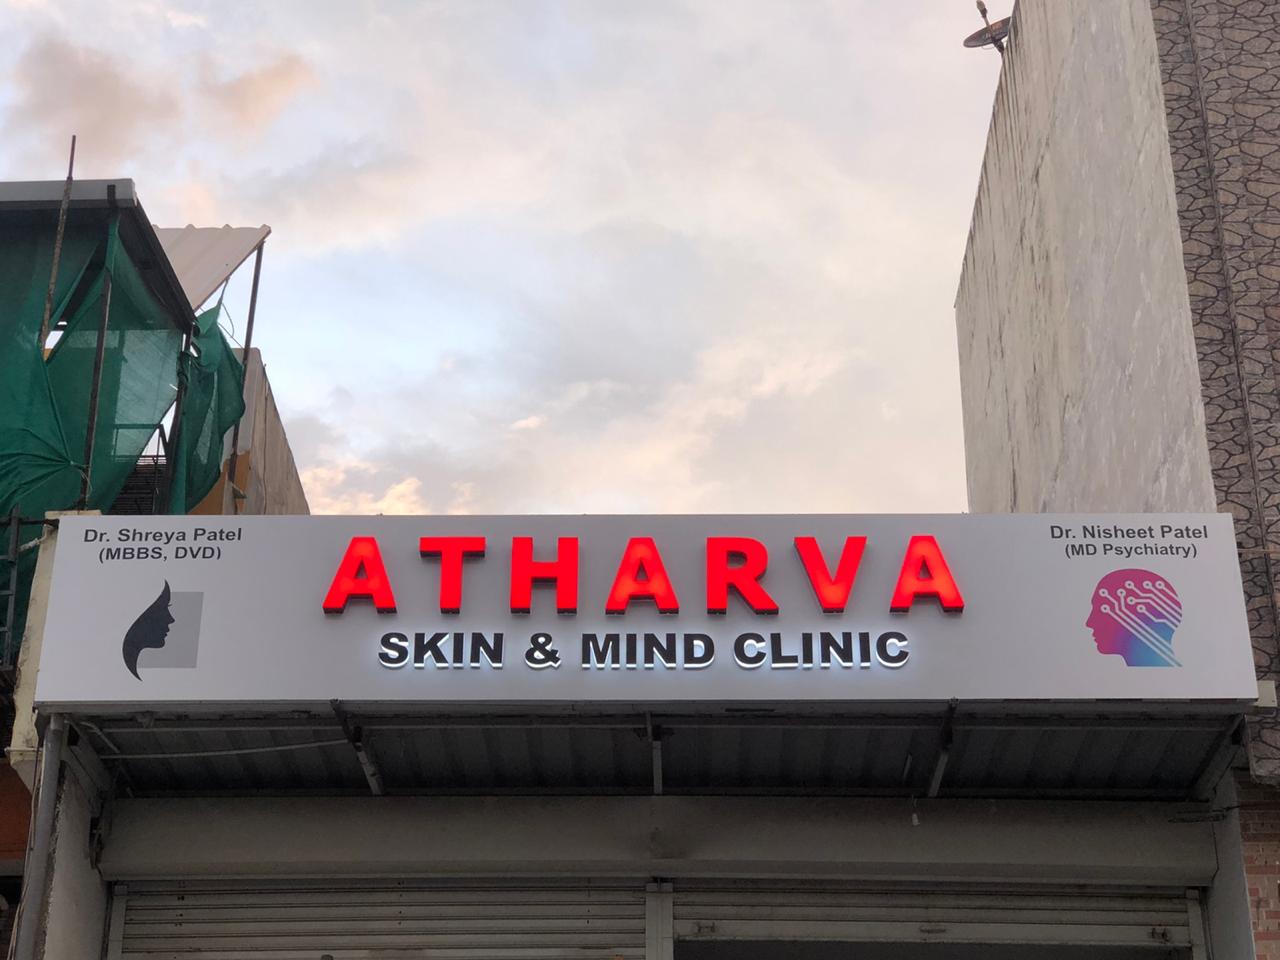 Dr. Shreya Patel
(MBBS, DVD)
ATHARVA
SKIN & MIND CLINIC
Dr. Nisheet Patel
(MD Psychiatry)